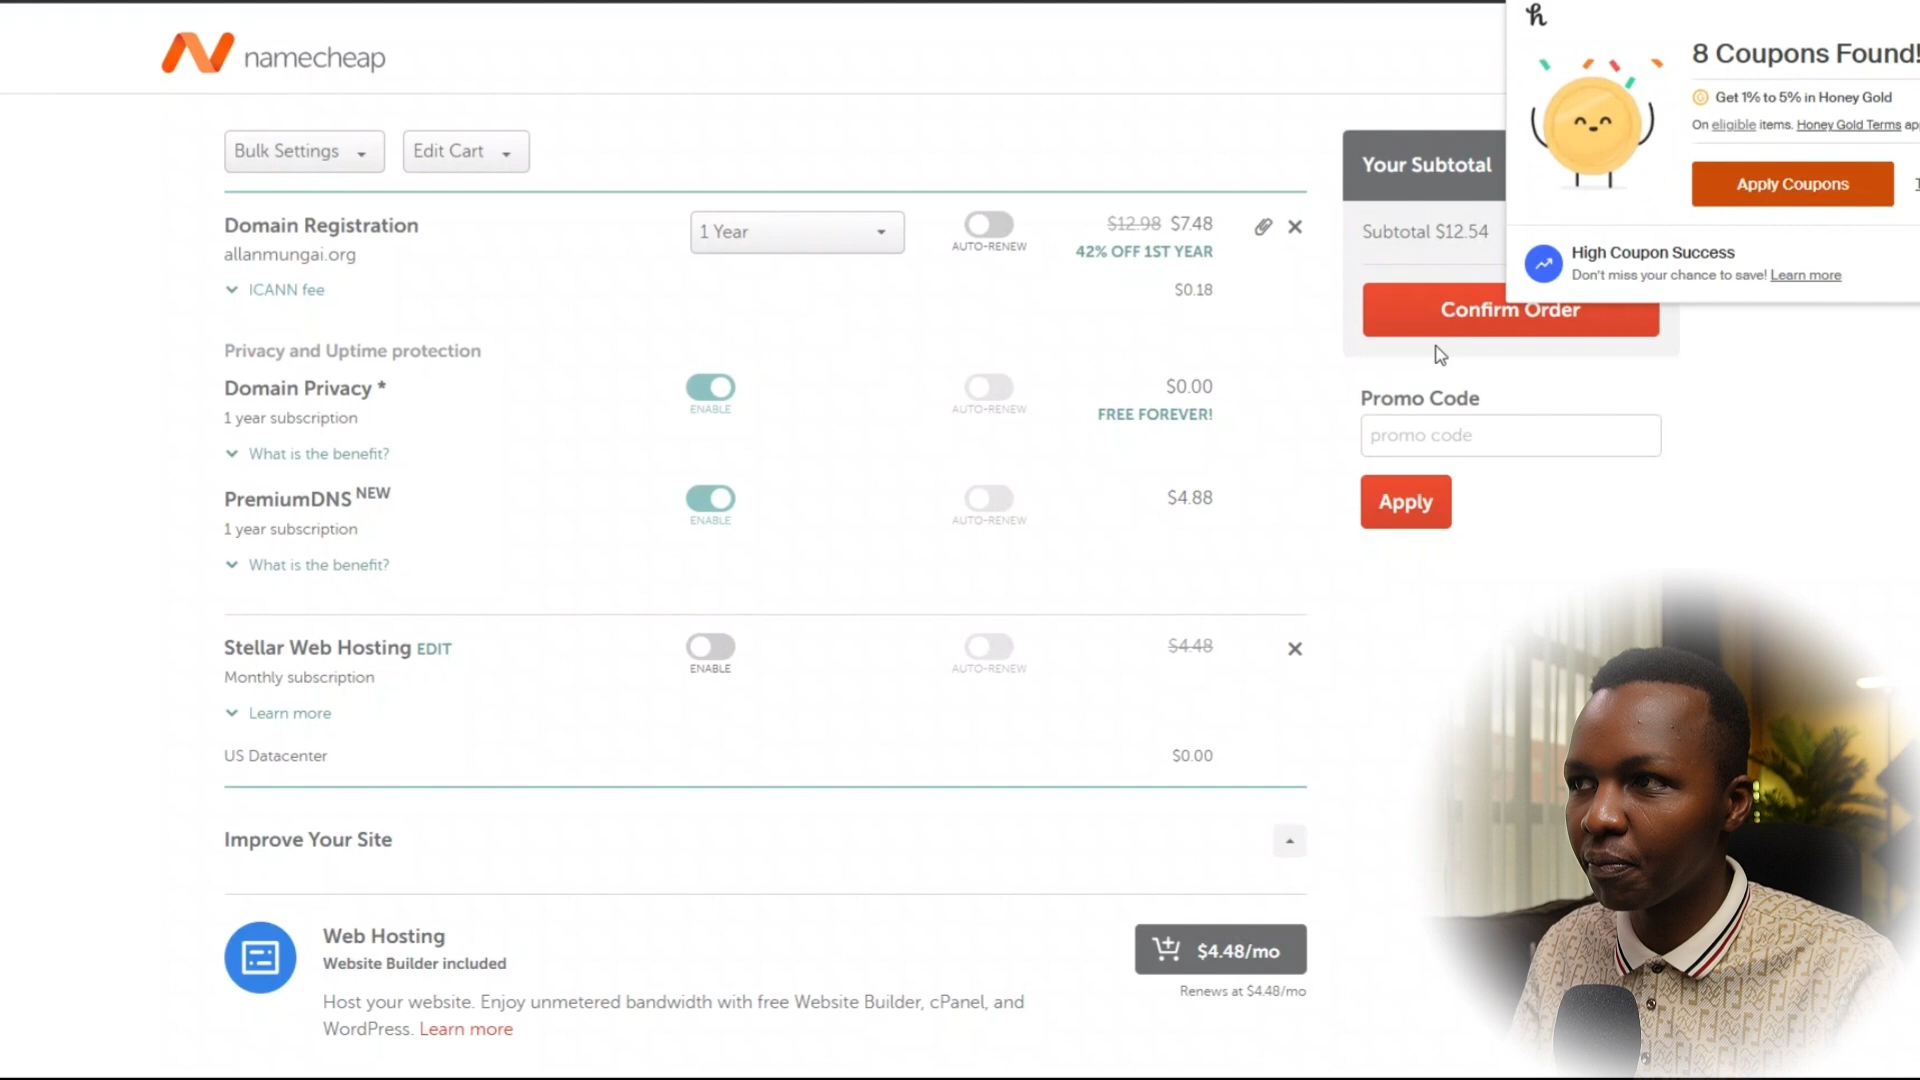 namecheap
Bulk Settings
Edit Cart
Domain Registration
allanmungai.org
ICANN fee
1 Year
AUTO-RENEW
$12.98 $7.48
42% OFF 1ST YEAR
$0.18
Privacy and Uptime protection
Domain Privacy *
1 year subscription
What is the benefit?
ENABLE
AUTO-RENEW
$0.00
FREE FOREVER!
PremiumDNS NEW
1 year subscription
What is the benefit?
ENABLE
AUTO-RENEW
$4.88
Stellar Web Hosting EDIT
Monthly subscription
Learn more
ENABLE
AUTO-RENEW
$4.48
US Datacenter
$0.00
Improve Your Site
Web Hosting
Website Builder included
Host your website. Enjoy unmetered bandwidth with free Website Builder, cPanel, and
WordPress. Learn more
$4.48/mo
Renews at $4.48/mo
Your Subtotal
Subtotal $12.54
Confirm Order
Promo Code
promo code
Apply
h
8 Coupons Found!
Get 1% to 5% in Honey Gold
On eligible items. Honey Gold Terms ap
Apply Coupons
High Coupon Success
Don't miss your chance to save! Learn more